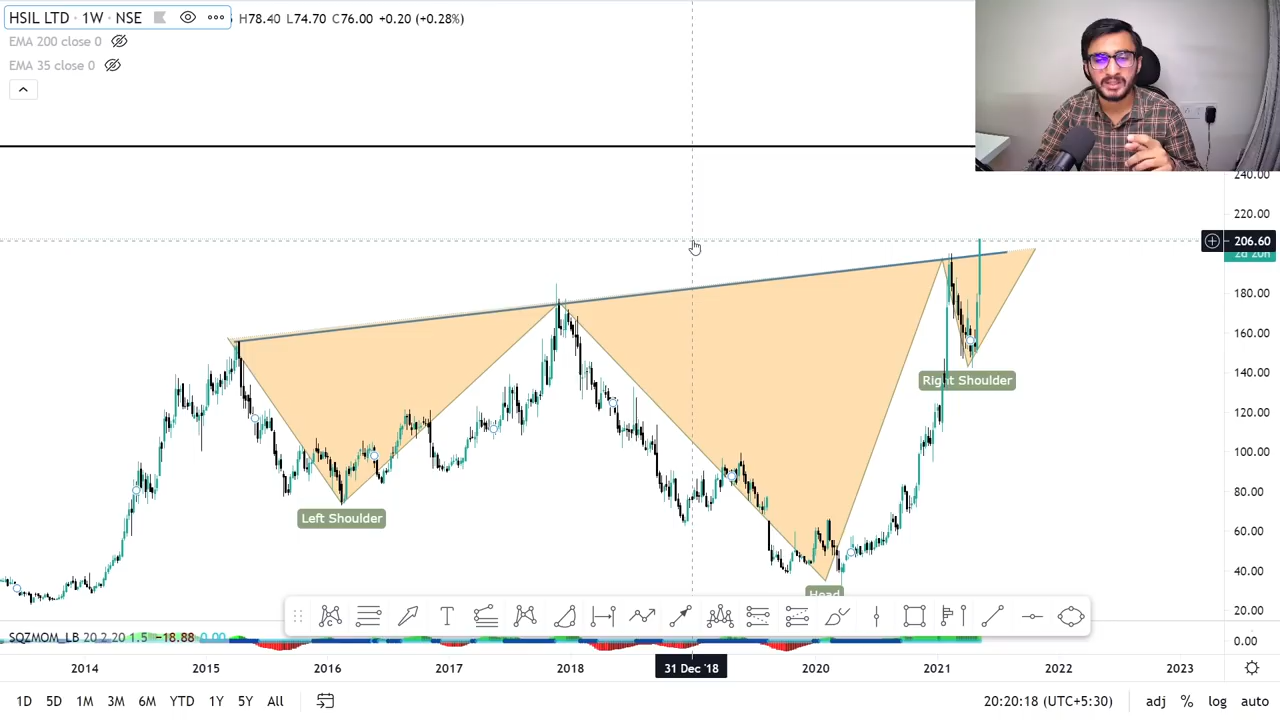 HSIL LTD · 1W · NSE H78.40 L74.70 C76.00 +0.20 (+0.28%)
EMA 200 close 0
EMA 35 close 0
240.00
220.00
206.60
2d 20h
180.00
160.00
140.00
120.00
100.00
80.00
60.00
40.00
20.00
0.00
Right Shoulder
Left Shoulder
Head
SQZMOM_LB 20 2 20 1.5 −18.88 0.00
2014 2015 2016 2017 2018 31 Dec '18 2020 2021 2022 2023
1D 5D 1M 3M 6M YTD 1Y 5Y All 20:20:18 (UTC+5:30) adj % log auto